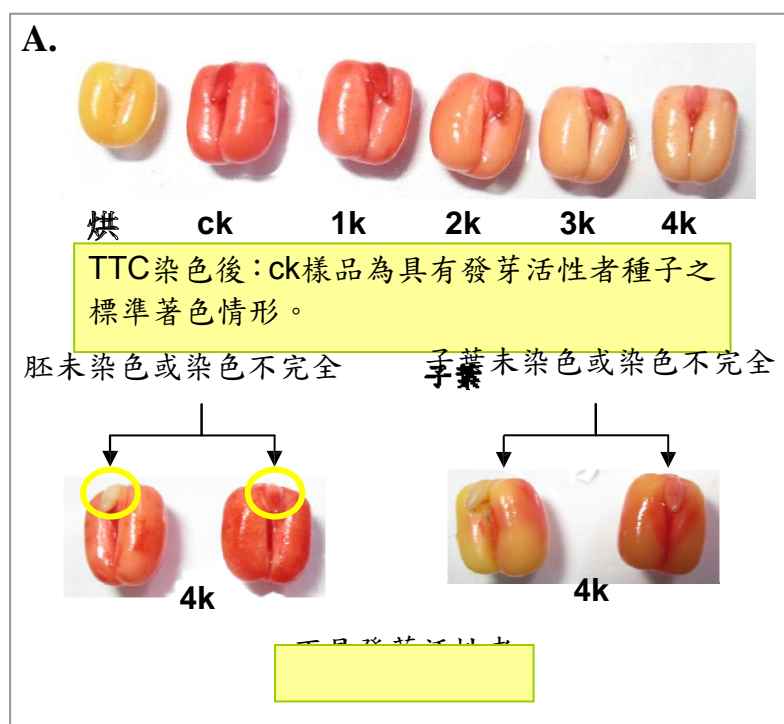 A.
烘 ck 1k 2k 3k 4k
TTC染色後：ck樣品為具有發芽活性者種子之
標準著色情形。
胚未染色或染色不完全 子葉未染色或染色不完全
4k 4k